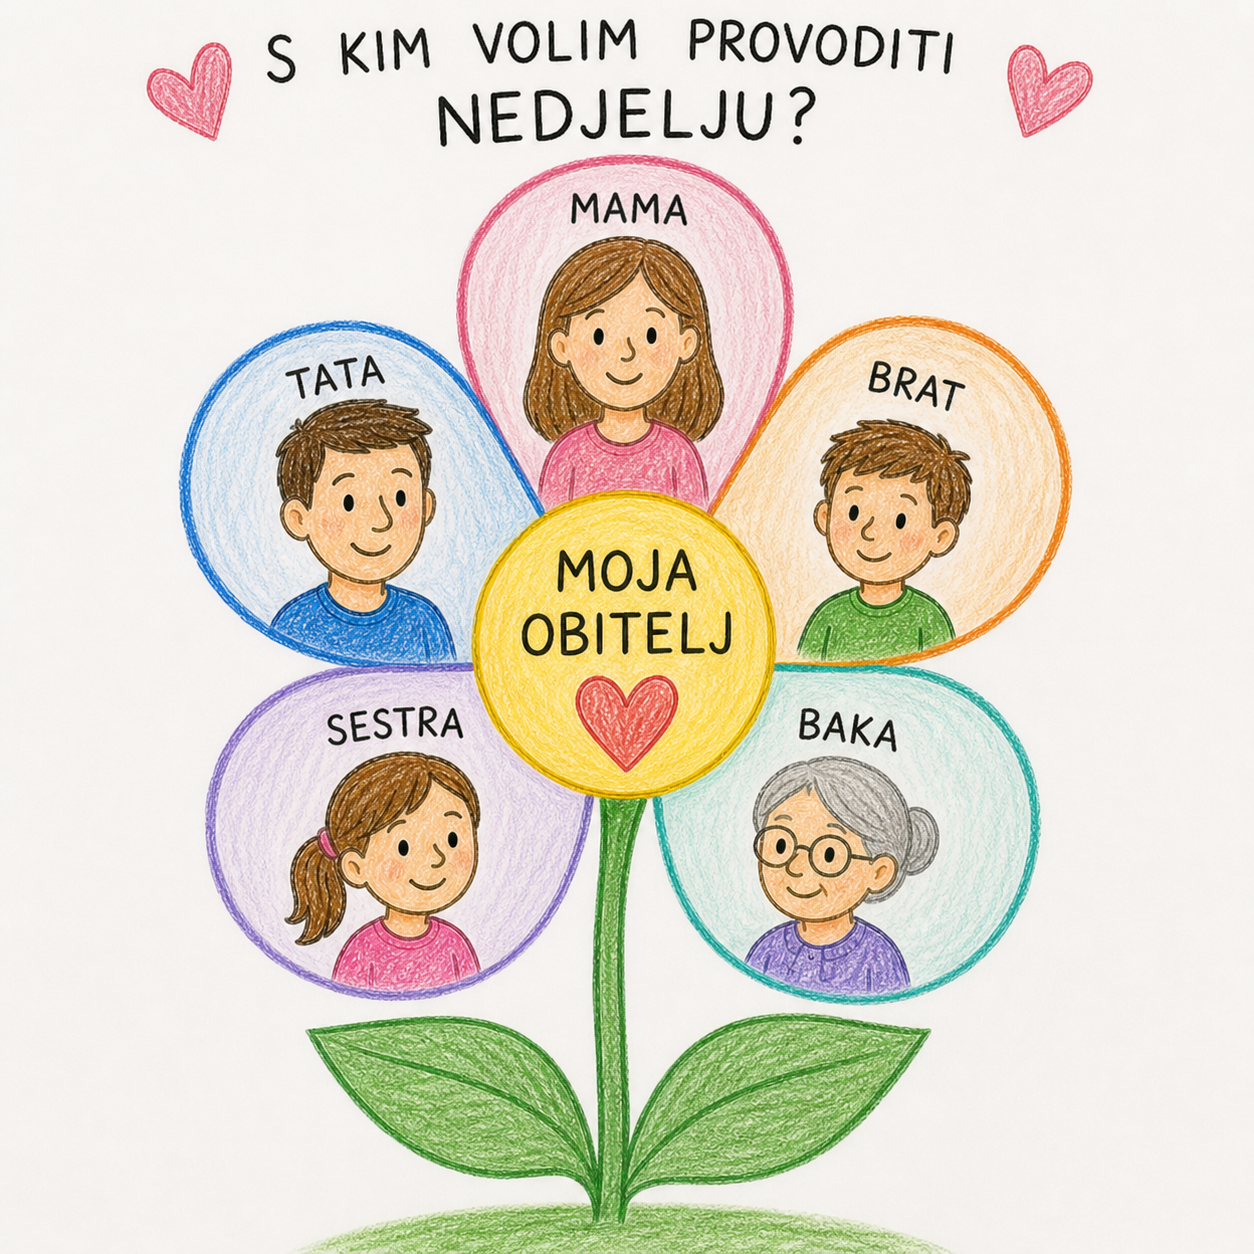 S KIM VOLIM PROVODITI
NEDJELJU?
MAMA
TATA
BRAT
MOJA
OBITELJ
SESTRA
BAKA